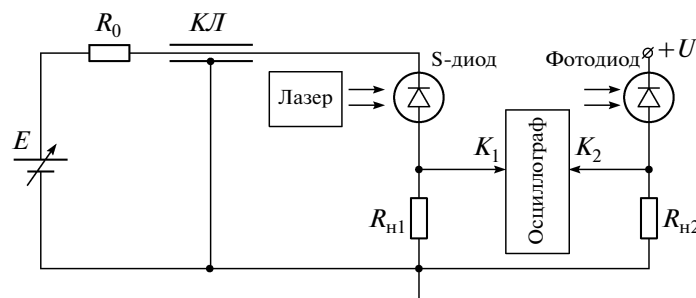 R₀
КЛ
S-диод
Фотодиод
+U
Лазер
E
K₁
Осциллограф
K₂
Rн1
Rн2